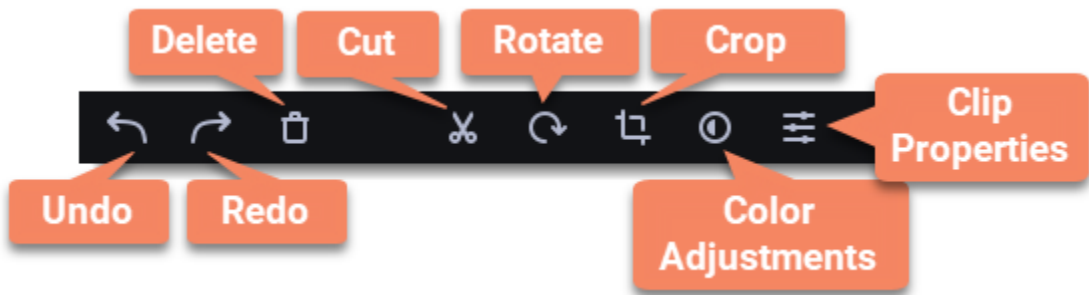 Delete
Cut
Rotate
Crop
Clip
Properties
Undo
Redo
Color
Adjustments